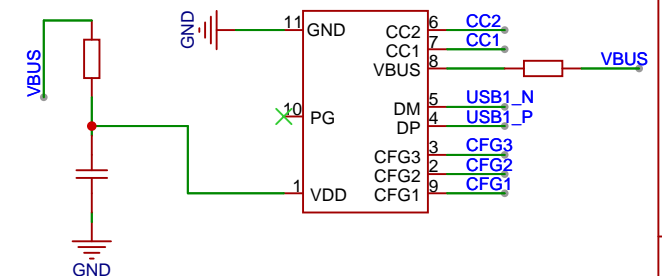 GND
11
GND
6
CC2
CC2
7
CC1
CC1
8
VBUS
VBUS
VBUS
10
PG
5
DM
USB1_N
4
DP
USB1_P
3
CFG3
CFG3
2
CFG2
CFG2
1
VDD
9
CFG1
CFG1
GND